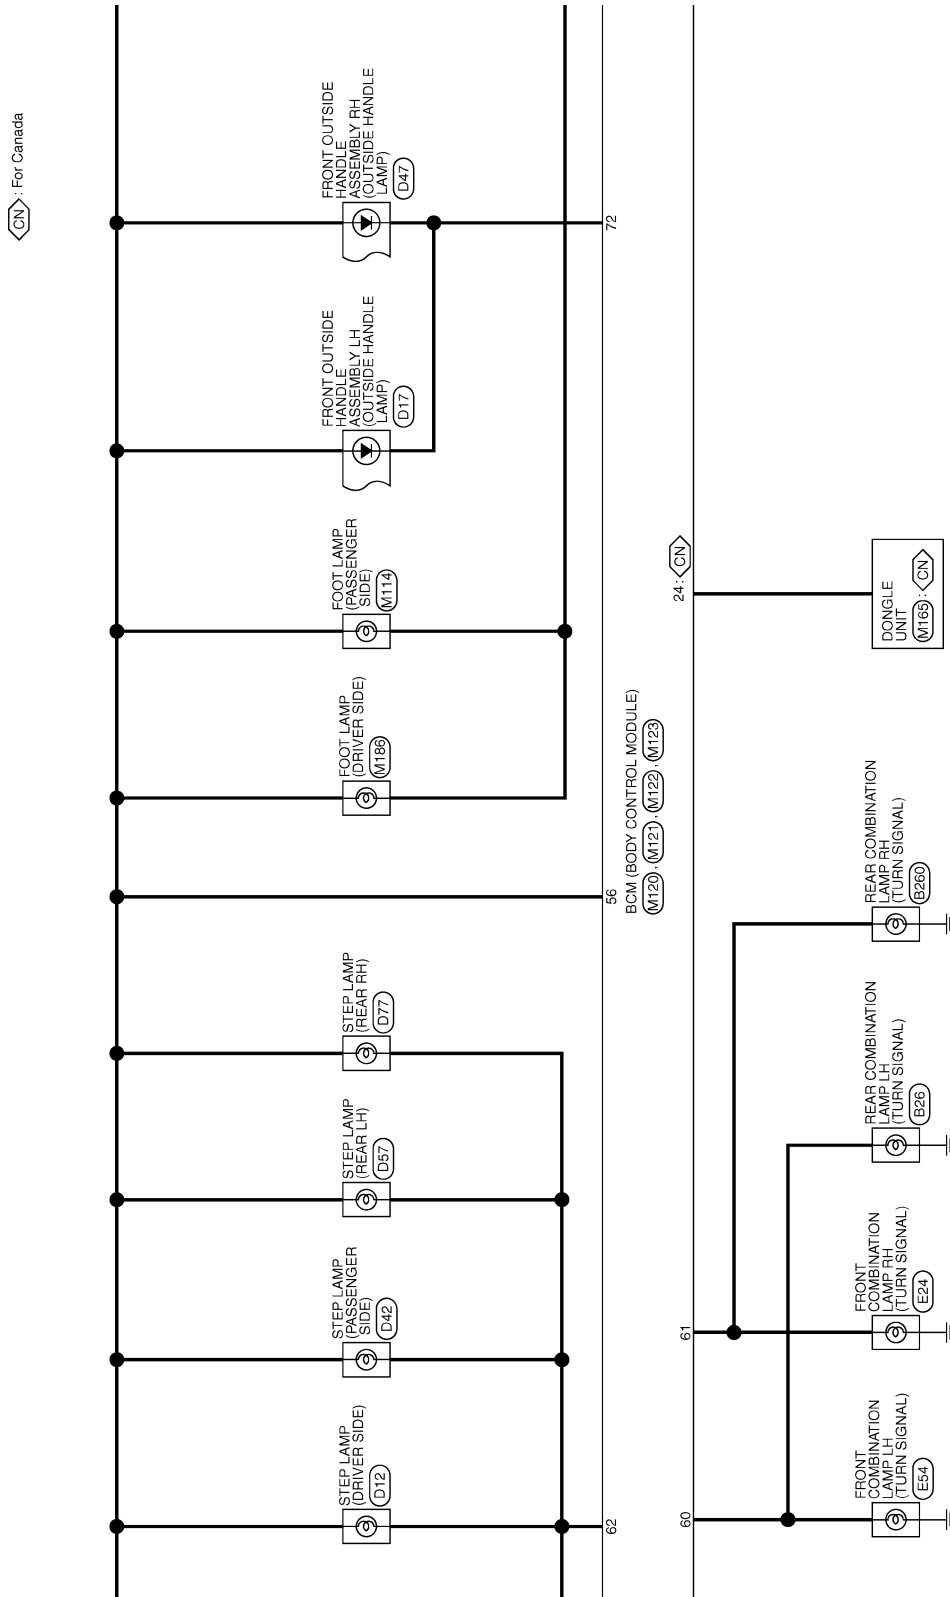 CN : For Canada
STEP LAMP
(DRIVER SIDE)
D12
STEP LAMP
(PASSENGER
SIDE)
D42
STEP LAMP
(REAR LH)
D57
STEP LAMP
(REAR RH)
D77
FOOT LAMP
(DRIVER SIDE)
M186
FOOT LAMP
(PASSENGER
SIDE)
M114
FRONT OUTSIDE
HANDLE
ASSEMBLY LH
(OUTSIDE HANDLE
LAMP)
D17
FRONT OUTSIDE
HANDLE
ASSEMBLY RH
(OUTSIDE HANDLE
LAMP)
D47
62
56
72
BCM (BODY CONTROL MODULE)
M120 , M121 , M122 , M123
60
61
24 : CN
FRONT
COMBINATION
LAMP LH
(TURN SIGNAL)
E54
FRONT
COMBINATION
LAMP RH
(TURN SIGNAL)
E24
REAR COMBINATION
LAMP LH
(TURN SIGNAL)
B26
REAR COMBINATION
LAMP RH
(TURN SIGNAL)
B260
DONGLE
UNIT
M165 : CN